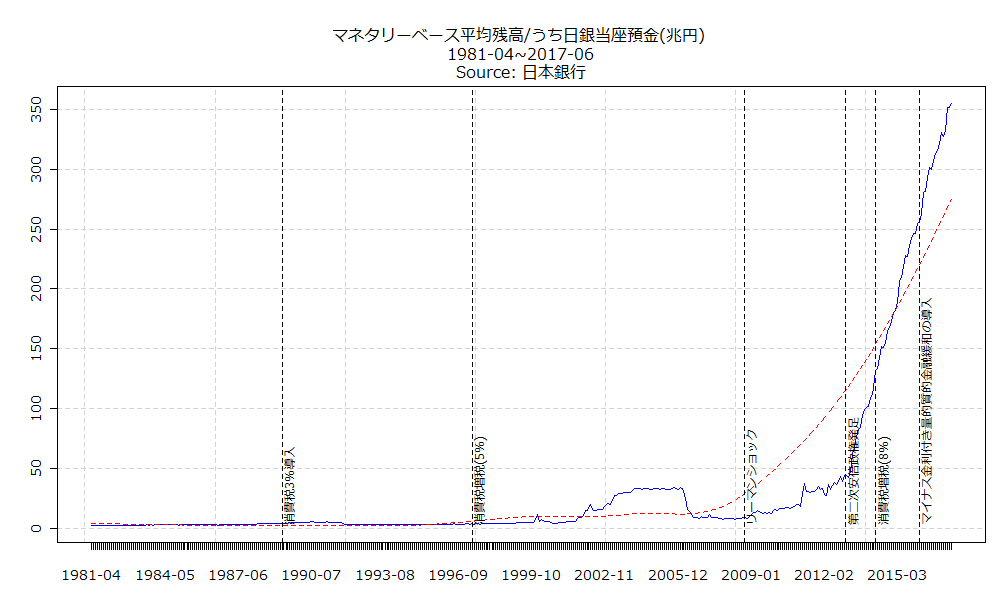 マネタリーベース平均残高/うち日銀当座預金(兆円)
1981-04~2017-06
Source: 日本銀行
350
300
250
200
150
100
50
0
消費税3%導入
消費税増税(5%)
リーマンショック
第二次安倍政権発足
消費税増税(8%)
マイナス金利付き量的質的金融緩和の導入
1981-04 1984-05 1987-06 1990-07 1993-08 1996-09 1999-10 2002-11 2005-12 2009-01 2012-02 2015-03